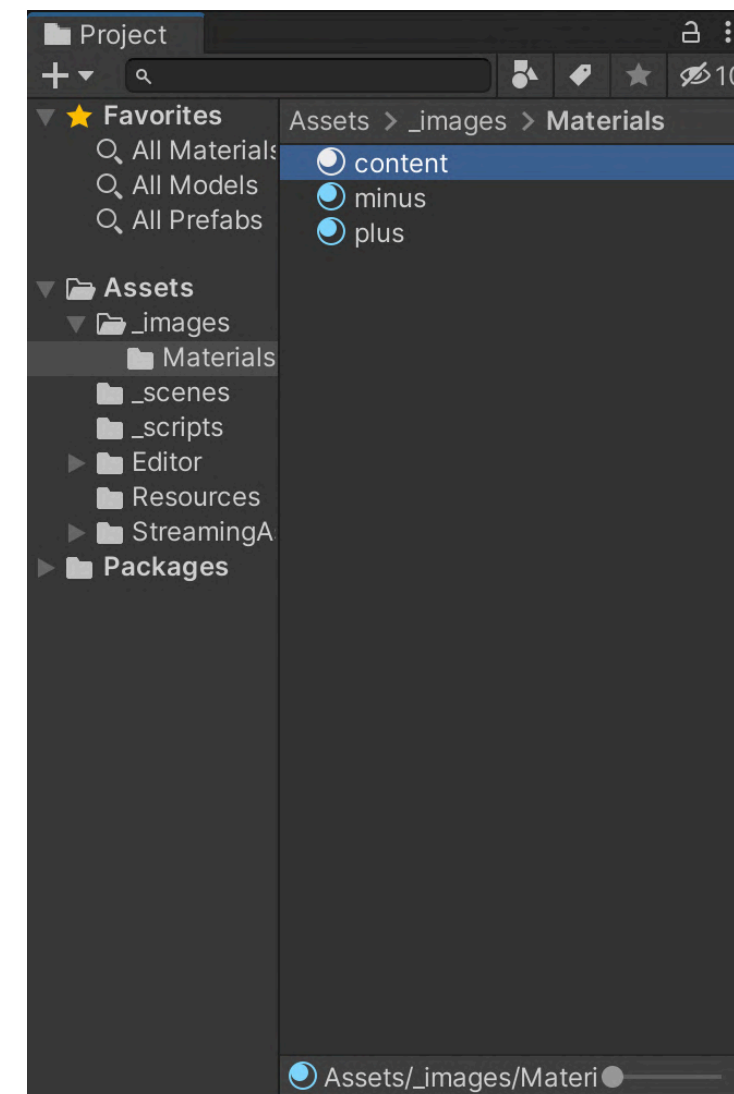 Project
10
Favorites
All Materials
All Models
All Prefabs
Assets
_images
Materials
_scenes
_scripts
Editor
Resources
StreamingA
Packages
Assets > _images > Materials
content
minus
plus
Assets/_images/Materi